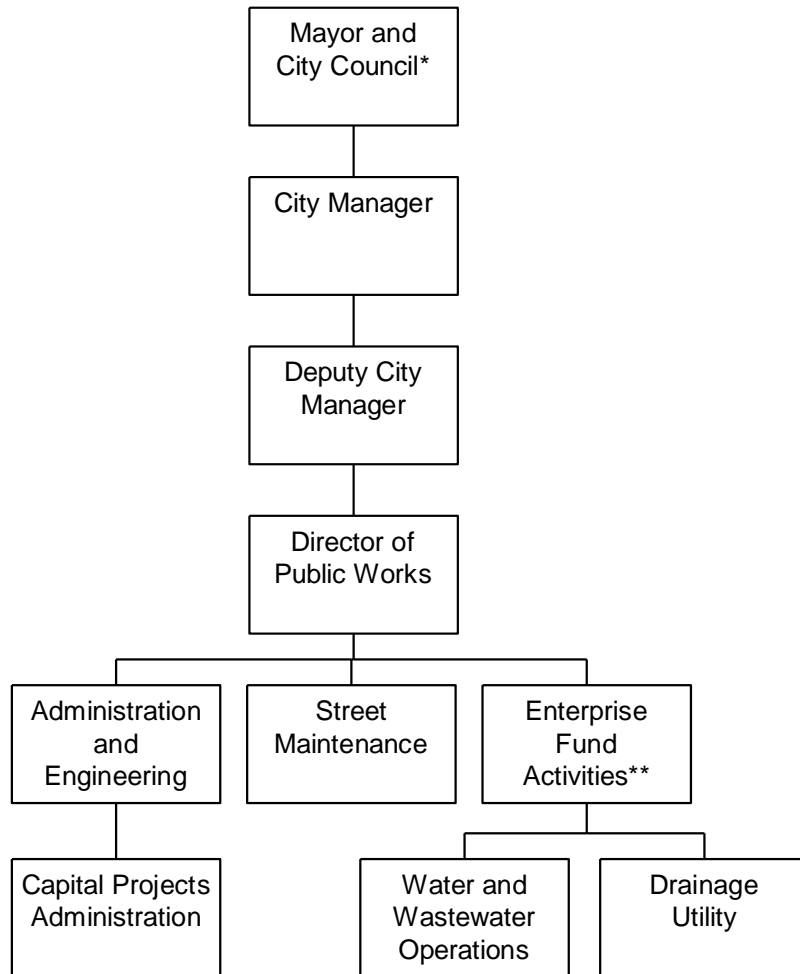 Mayor and
City Council*
City Manager
Deputy City
Manager
Director of
Public Works
Administration
and
Engineering
Street
Maintenance
Enterprise
Fund
Activities**
Capital Projects
Administration
Water and
Wastewater
Operations
Drainage
Utility